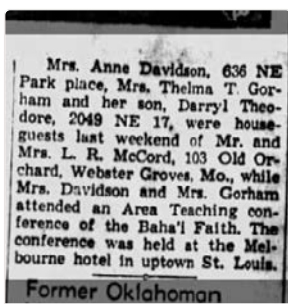 Mrs. Anne Davidson, 636 NE
Park place, Mrs. Thelma T. Gor-
ham and her son, Darryl Theo-
dore, 2049 NE 17, were house-
guests last weekend of Mr. and
Mrs. L. R. McCord, 103 Old Or-
chard, Webster Groves, Mo., while
Mrs. Davidson and Mrs. Gorham
attended an Area Teaching con-
ference of the Baha'i Faith. The
conference was held at the Mel-
bourne hotel in uptown St. Louis.
Former Oklahoman